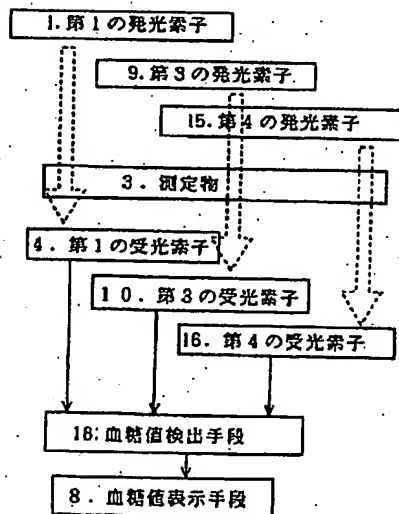 1.第1の発光素子
9.第3の発光素子
15.第4の発光素子
3．測定物
4．第1の受光素子
10．第3の受光素子
16．第4の受光素子
18:血糖値検出手段
8．血糖値表示手段